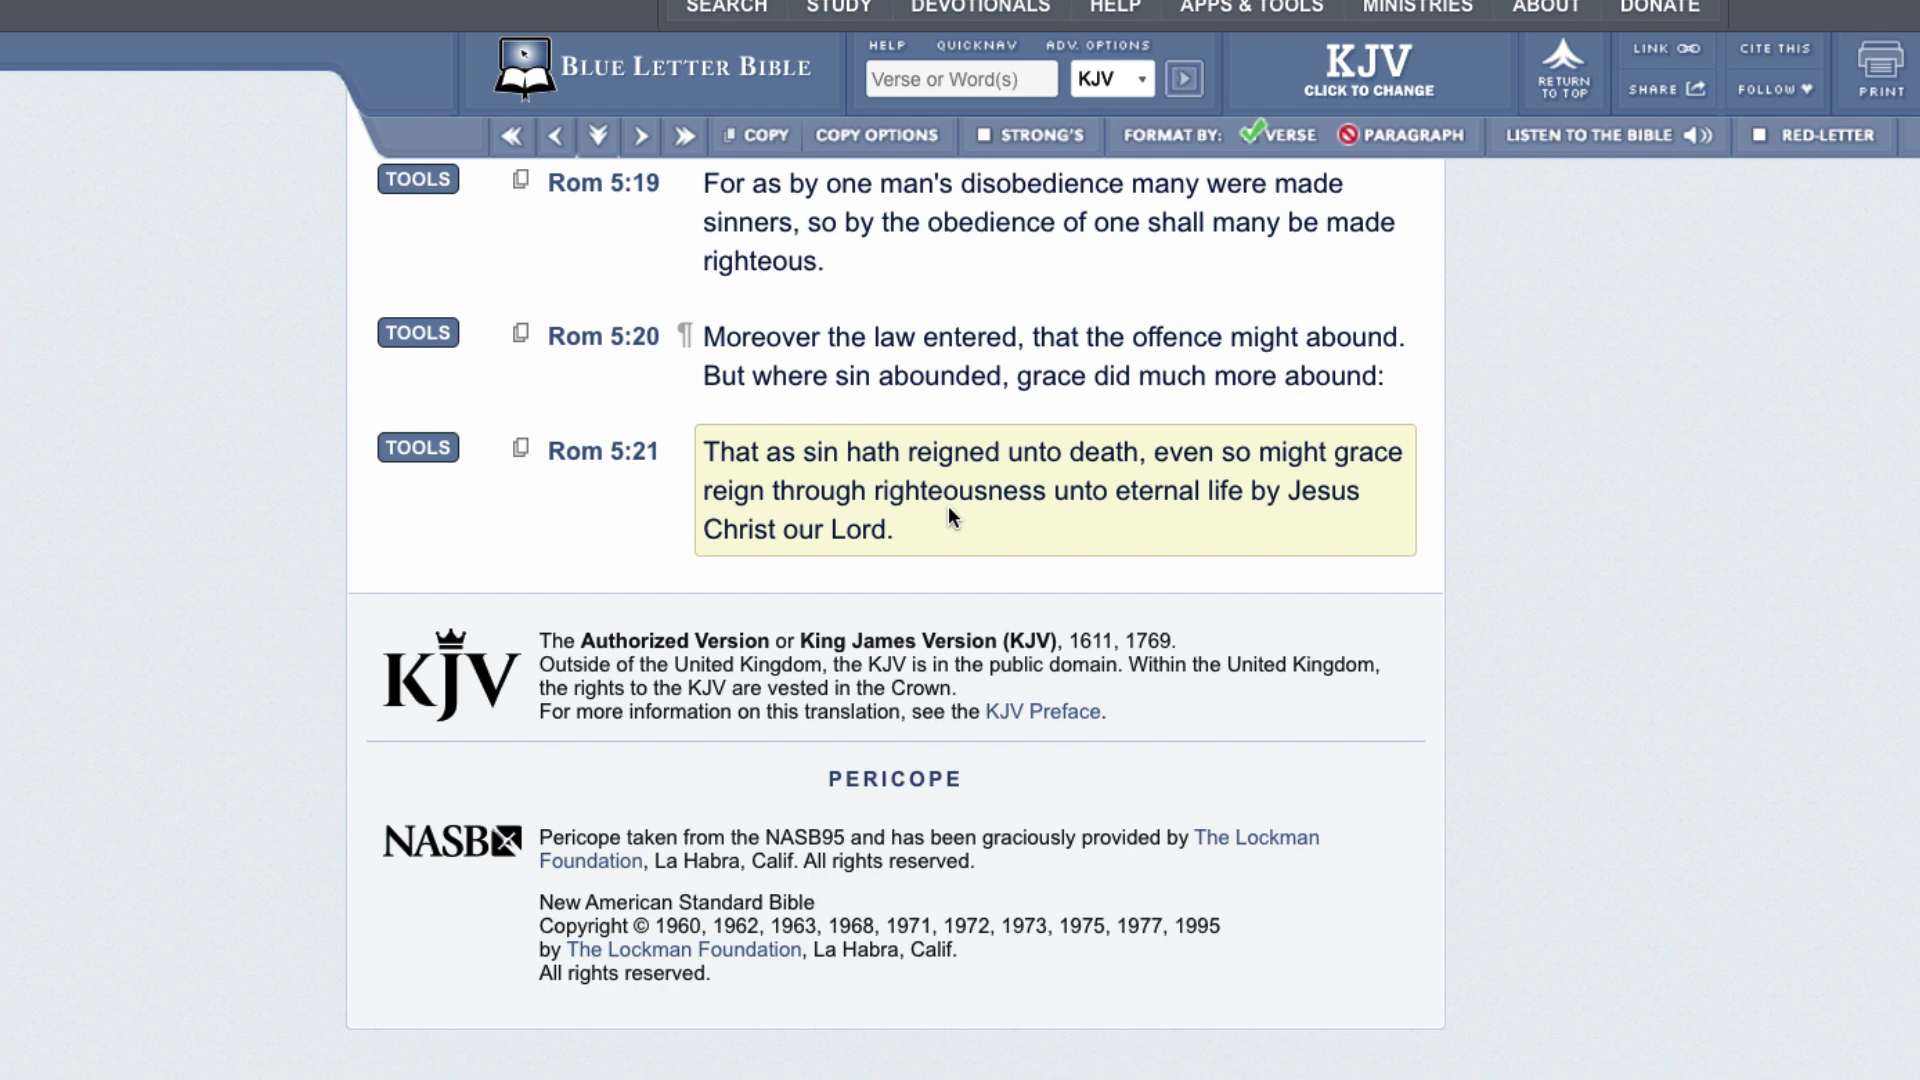 SEARCH STUDY DEVOTIONALS HELP APPS & TOOLS MINISTRIES ABOUT DONATE
BLUE LETTER BIBLE
HELP QUICKNAV ADV. OPTIONS
Verse or Word(s) KJV
KJV
CLICK TO CHANGE
RETURN
TO TOP
LINK
SHARE
CITE THIS
FOLLOW
PRINT
COPY COPY OPTIONS STRONG'S FORMAT BY: VERSE PARAGRAPH LISTEN TO THE BIBLE RED-LETTER
TOOLS Rom 5:19 For as by one man's disobedience many were made
sinners, so by the obedience of one shall many be made
righteous.
TOOLS Rom 5:20 ¶ Moreover the law entered, that the offence might abound.
But where sin abounded, grace did much more abound:
TOOLS Rom 5:21 That as sin hath reigned unto death, even so might grace
reign through righteousness unto eternal life by Jesus
Christ our Lord.
KJV
The Authorized Version or King James Version (KJV), 1611, 1769.
Outside of the United Kingdom, the KJV is in the public domain. Within the United Kingdom,
the rights to the KJV are vested in the Crown.
For more information on this translation, see the KJV Preface.
PERICOPE
NASB
Pericope taken from the NASB95 and has been graciously provided by The Lockman
Foundation, La Habra, Calif. All rights reserved.
New American Standard Bible
Copyright © 1960, 1962, 1963, 1968, 1971, 1972, 1973, 1975, 1977, 1995
by The Lockman Foundation, La Habra, Calif.
All rights reserved.